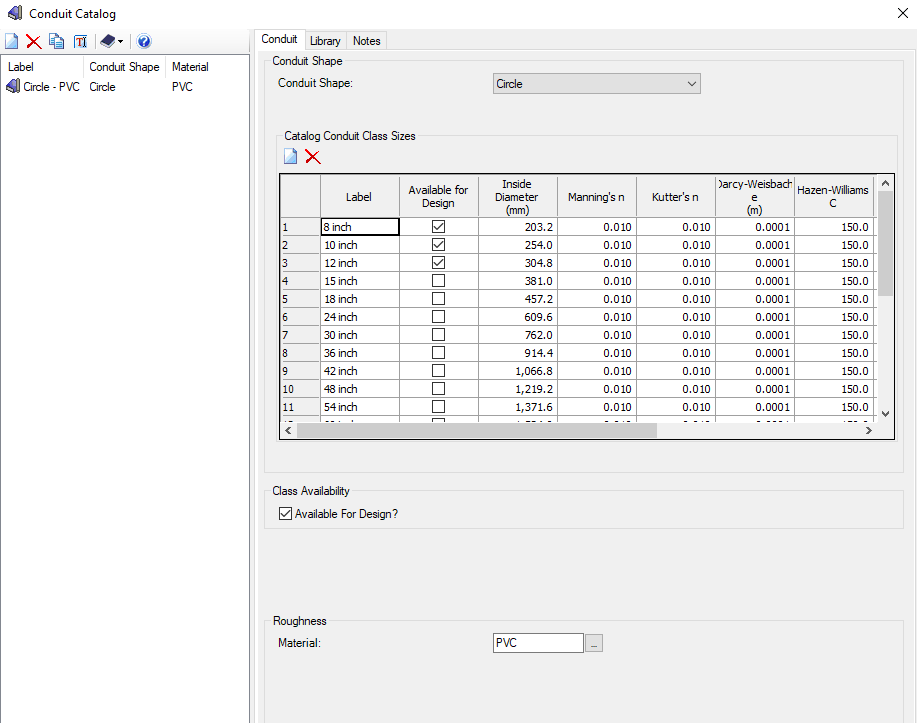 Conduit Catalog
Label Conduit Shape Material
Circle - PVC Circle PVC
Conduit Library Notes
Conduit Shape
Conduit Shape: Circle
Catalog Conduit Class Sizes
Label Available for Design Inside Diameter (mm) Manning's n Kutter's n Darcy-Weisbach e (m) Hazen-Williams C
1 8 inch 203.2 0.010 0.010 0.0001 150.0
2 10 inch 254.0 0.010 0.010 0.0001 150.0
3 12 inch 304.8 0.010 0.010 0.0001 150.0
4 15 inch 381.0 0.010 0.010 0.0001 150.0
5 18 inch 457.2 0.010 0.010 0.0001 150.0
6 24 inch 609.6 0.010 0.010 0.0001 150.0
7 30 inch 762.0 0.010 0.010 0.0001 150.0
8 36 inch 914.4 0.010 0.010 0.0001 150.0
9 42 inch 1,066.8 0.010 0.010 0.0001 150.0
10 48 inch 1,219.2 0.010 0.010 0.0001 150.0
11 54 inch 1,371.6 0.010 0.010 0.0001 150.0
Class Availability
Available For Design?
Roughness
Material: PVC ...